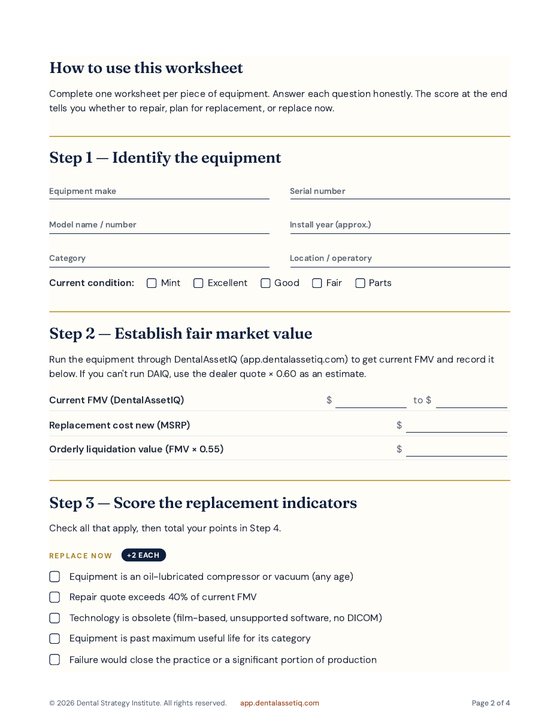 How to use this worksheet
Complete one worksheet per piece of equipment. Answer each question honestly. The score at the end
tells you whether to repair, plan for replacement, or replace now.
Step 1 — Identify the equipment
Equipment make
Serial number
Model name / number
Install year (approx.)
Category
Location / operatory
Current condition: Mint Excellent Good Fair Parts
Step 2 — Establish fair market value
Run the equipment through DentalAssetIQ (app.dentalassetiq.com) to get current FMV and record it
below. If you can't run DAIQ, use the dealer quote × 0.60 as an estimate.
Current FMV (DentalAssetIQ) $ to $
Replacement cost new (MSRP) $
Orderly liquidation value (FMV × 0.55) $
Step 3 — Score the replacement indicators
Check all that apply, then total your points in Step 4.
REPLACE NOW +2 EACH
Equipment is an oil-lubricated compressor or vacuum (any age)
Repair quote exceeds 40% of current FMV
Technology is obsolete (film-based, unsupported software, no DICOM)
Equipment is past maximum useful life for its category
Failure would close the practice or a significant portion of production
© 2026 Dental Strategy Institute. All rights reserved. app.dentalassetiq.com Page 2 of 4